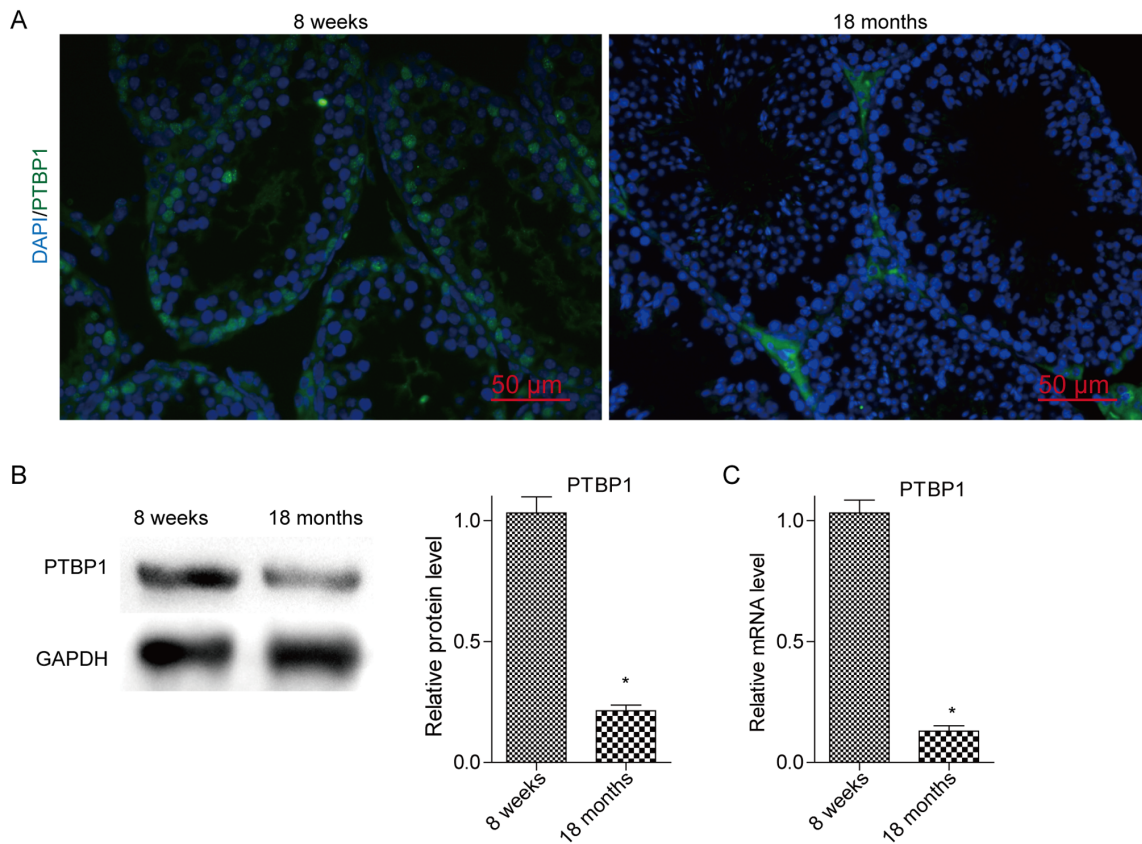 A
8 weeks
18 months
DAPI/PTBP1
50 µm
50 µm
B
8 weeks
18 months
PTBP1
GAPDH
PTBP1
Relative protein level
1.0
0.5
0.0
*
8 weeks
18 months
C
PTBP1
Relative mRNA level
1.0
0.5
0.0
*
8 weeks
18 months